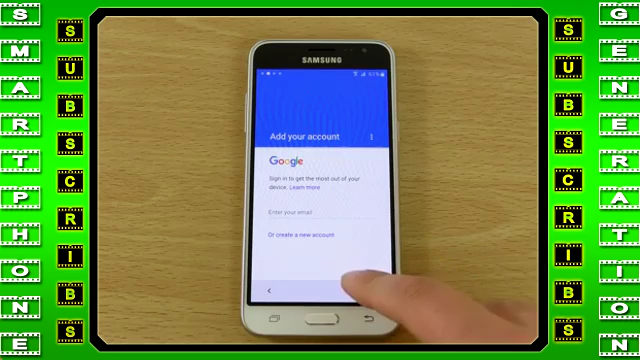 SMARTPHONE
SUBSCRIBS
SAMSUNG
Add your account
Google
Sign in to get the most out of your
device. Learn more
Enter your email
Or create a new account
SUBSCRIBS
GENERATION